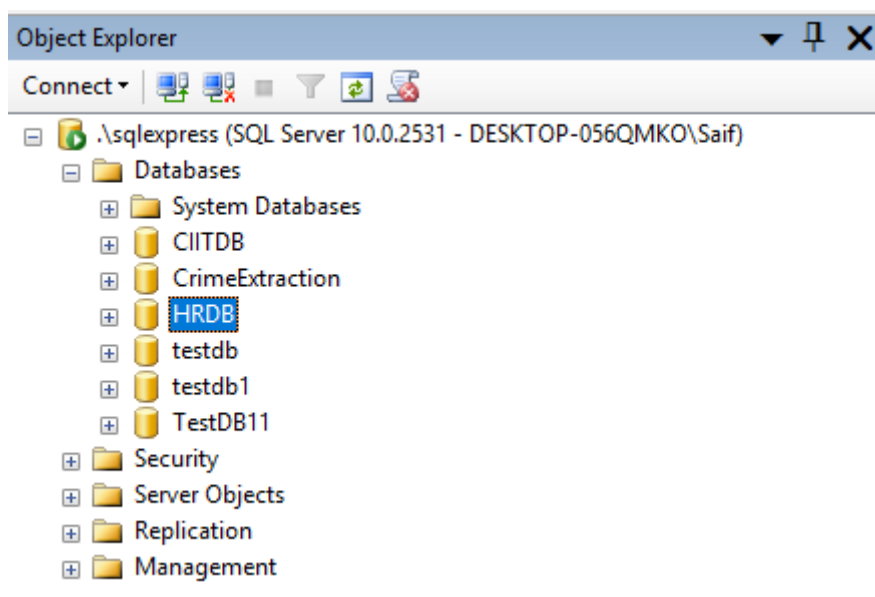 Object Explorer
Connect
.\sqlexpress (SQL Server 10.0.2531 - DESKTOP-056QMKO\Saif)
Databases
System Databases
CIITDB
CrimeExtraction
HRDB
testdb
testdb1
TestDB11
Security
Server Objects
Replication
Management